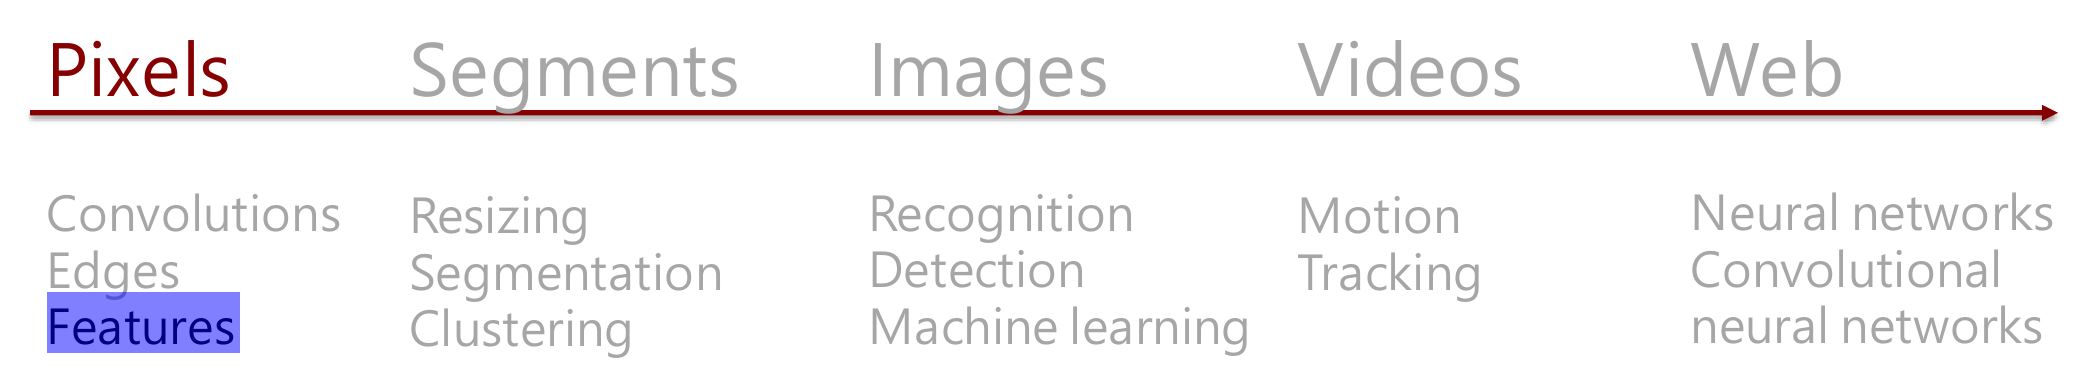 Pixels Segments Images Videos Web
Convolutions
Edges
Features
Resizing
Segmentation
Clustering
Recognition
Detection
Machine learning
Motion
Tracking
Neural networks
Convolutional
neural networks